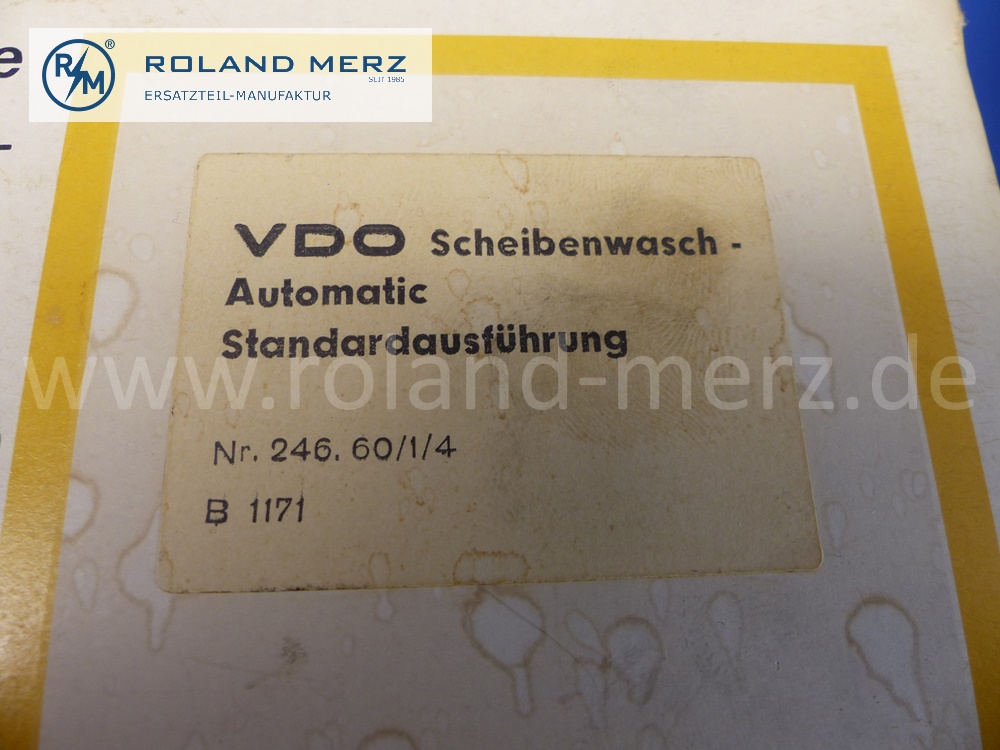 e
R M ®
ROLAND MERZ
SEIT 1985
ERSATZTEIL-MANUFAKTUR
VDO Scheibenwasch -
Automatic
Standardausführung
www.roland-merz.de
Nr. 246.60/1/4
B 1171